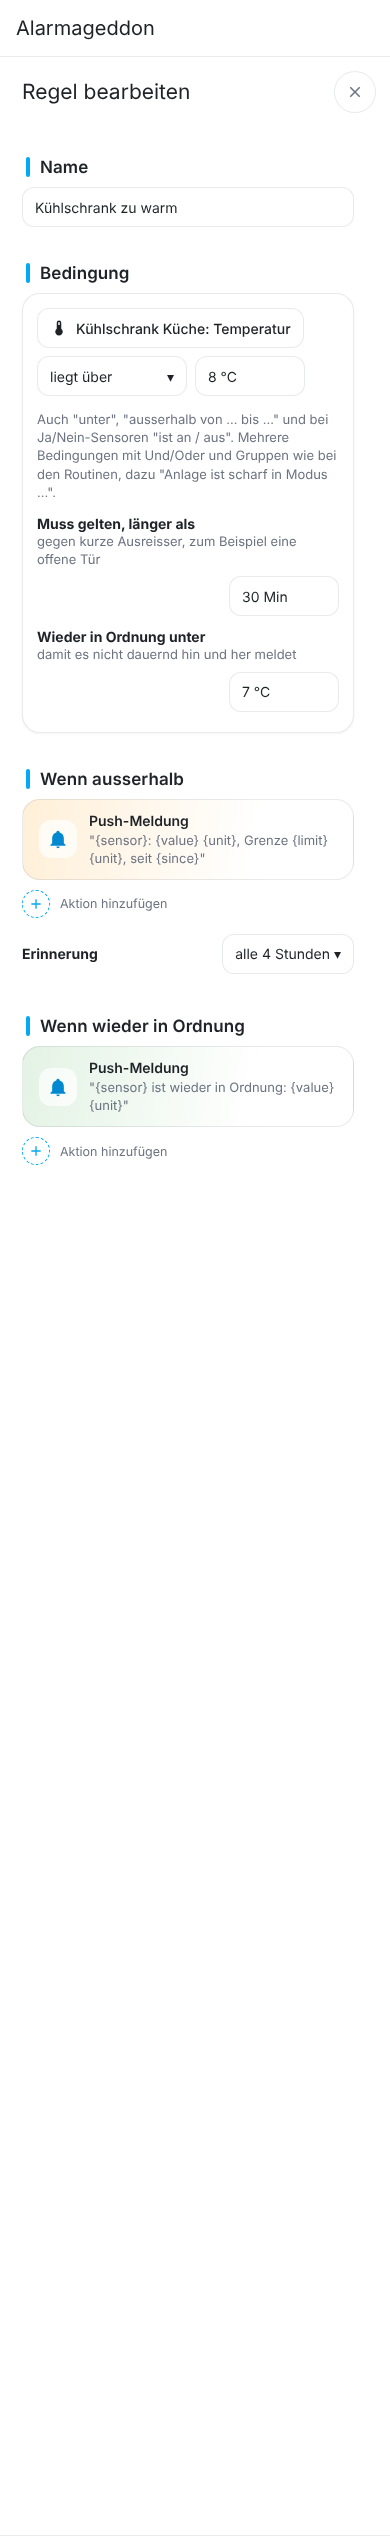 Alarmageddon
Regel bearbeiten
Name
Kühlschrank zu warm
Bedingung
Kühlschrank Küche: Temperatur
liegt über ▾
8 °C
Auch "unter", "ausserhalb von ... bis ..." und bei
Ja/Nein-Sensoren "ist an / aus". Mehrere
Bedingungen mit Und/Oder und Gruppen wie bei
den Routinen, dazu "Anlage ist scharf in Modus
...".
Muss gelten, länger als
gegen kurze Ausreisser, zum Beispiel eine
offene Tür
30 Min
Wieder in Ordnung unter
damit es nicht dauernd hin und her meldet
7 °C
Wenn ausserhalb
Push-Meldung
"{sensor}: {value} {unit}, Grenze {limit}
{unit}, seit {since}"
Aktion hinzufügen
Erinnerung
alle 4 Stunden ▾
Wenn wieder in Ordnung
Push-Meldung
"{sensor} ist wieder in Ordnung: {value}
{unit}"
Aktion hinzufügen